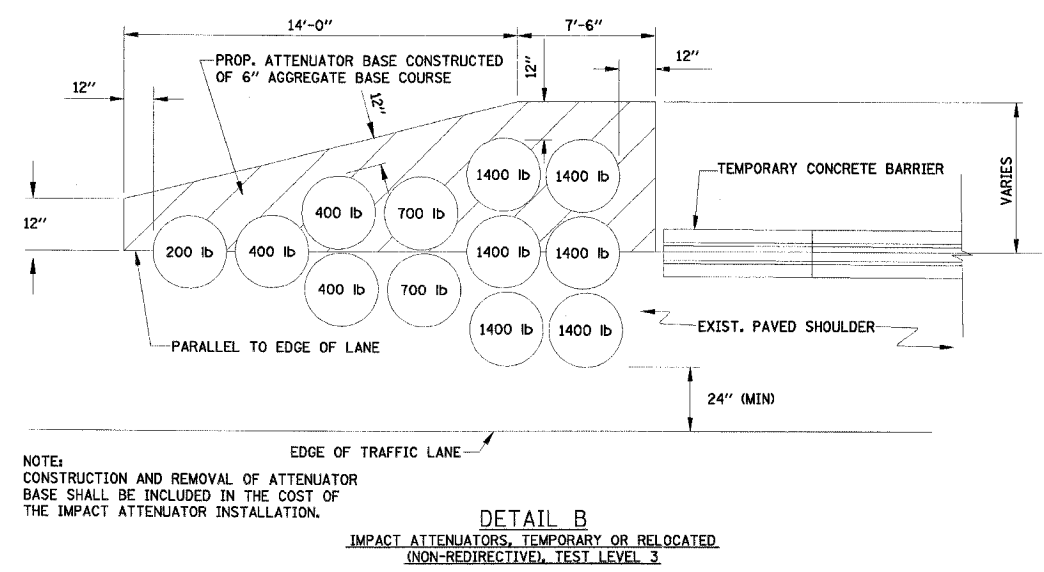 14'-0"
7'-6"
PROP. ATTENUATOR BASE CONSTRUCTED
OF 6" AGGREGATE BASE COURSE
12"
12"
12"
12"
12"
TEMPORARY CONCRETE BARRIER
VARIES
1400 lb
1400 lb
400 lb
700 lb
200 lb
400 lb
1400 lb
1400 lb
400 lb
700 lb
1400 lb
1400 lb
EXIST. PAVED SHOULDER
PARALLEL TO EDGE OF LANE
24" (MIN)
EDGE OF TRAFFIC LANE
NOTE:
CONSTRUCTION AND REMOVAL OF ATTENUATOR
BASE SHALL BE INCLUDED IN THE COST OF
THE IMPACT ATTENUATOR INSTALLATION.
DETAIL B
IMPACT ATTENUATORS, TEMPORARY OR RELOCATED
(NON-REDIRECTIVE), TEST LEVEL 3